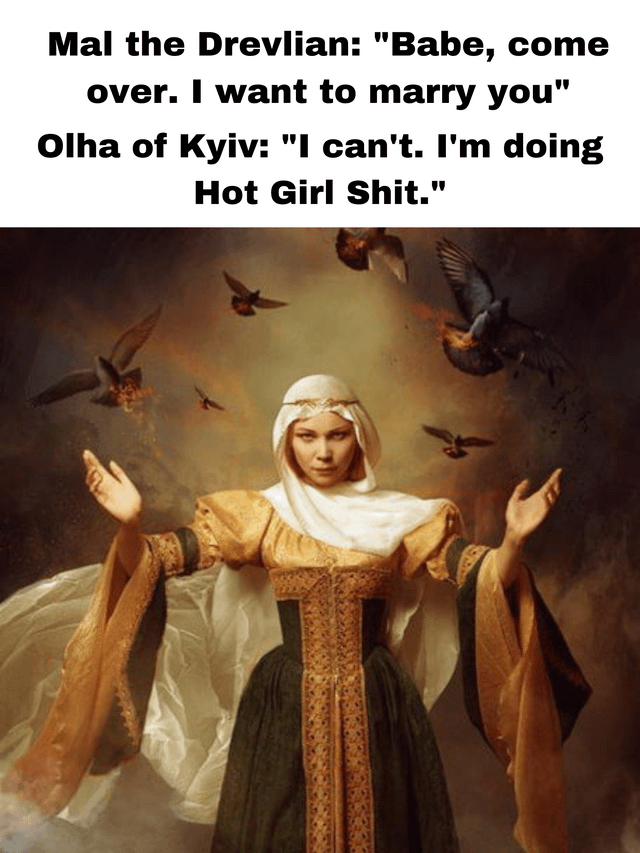 Mal the Drevlian: "Babe, come
over. I want to marry you"
Olha of Kyiv: "I can't. I'm doing
Hot Girl Shit."